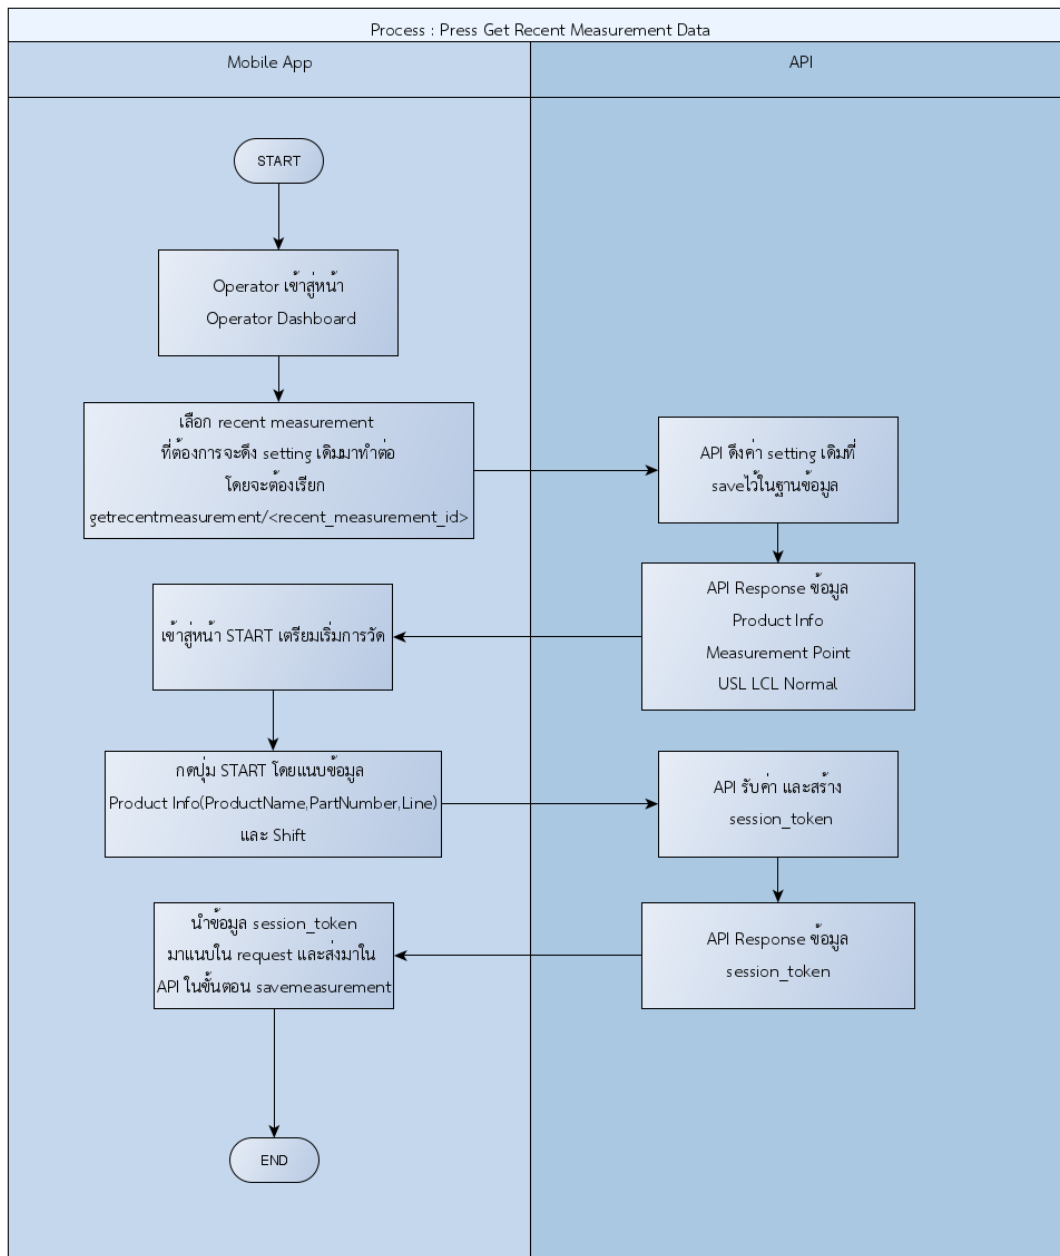 Process : Press Get Recent Measurement Data
Mobile App
API
START
Operator เข้าสู่หน้า
Operator Dashboard
เลือก recent measurement
ที่ต้องการจะดึง setting เดิมมาทำต่อ
โดยจะต้องเรียก
getrecentmeasurement/<recent_measurement_id>
API ดึงค่า setting เดิมที่
saveไว้ในฐานข้อมูล
API Response ข้อมูล
Product Info
Measurement Point
USL LCL Normal
เข้าสู่หน้า START เตรียมเริ่มการวัด
กดปุ่ม START โดยแนบข้อมูล
Product Info(ProductName,PartNumber,Line)
และ Shift
API รับค่า และสร้าง
session_token
API Response ข้อมูล
session_token
นำข้อมูล session_token
มาแนบใน request และส่งมาใน
API ในขั้นตอน savemeasurement
END